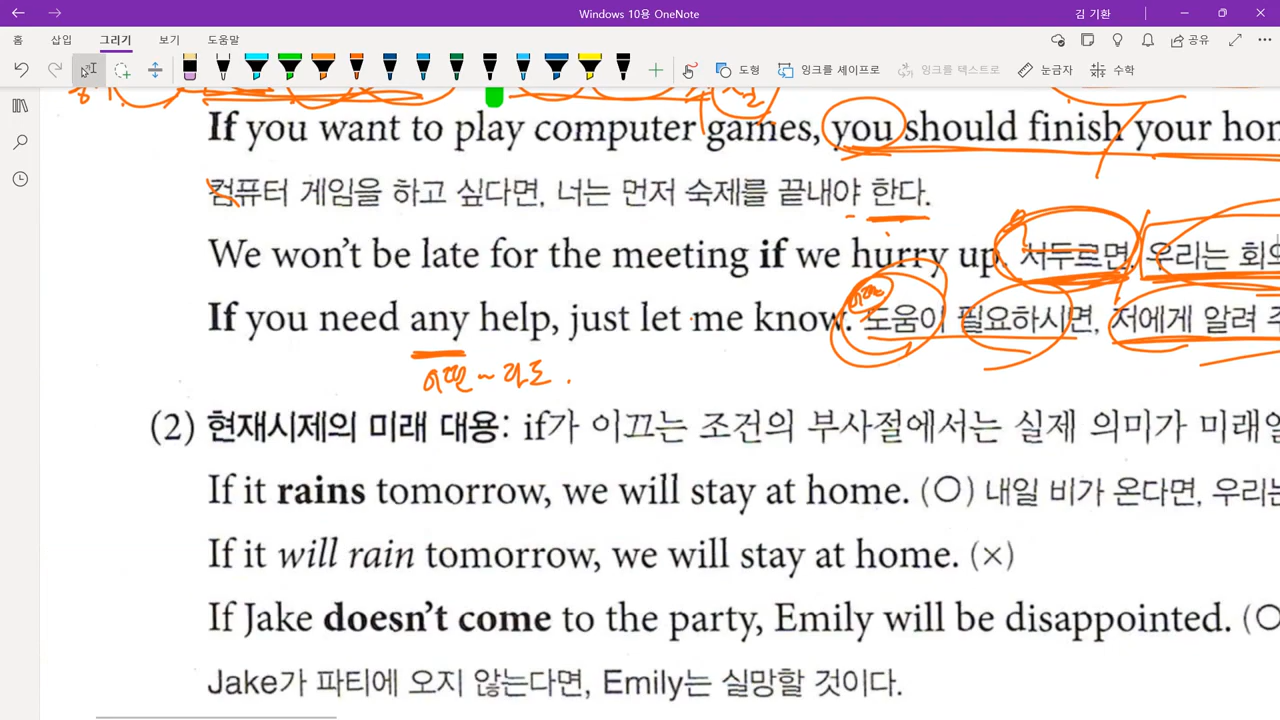 Windows 10용 OneNote
김 기환
홈 삽입 그리기 보기 도움말
공유
도형 잉크를 셰이프로 잉크를 텍스트로 눈금자 수학
If you want to play computer games, you should finish your hom
컴퓨터 게임을 하고 싶다면, 너는 먼저 숙제를 끝내야 한다.
We won't be late for the meeting if we hurry up. 서두르면, 우리는 회의
If you need any help, just let me know. 도움이 필요하시면, 저에게 알려 주
어떤 ~ 라도.
(2) 현재시제의 미래 대용: if가 이끄는 조건의 부사절에서는 실제 의미가 미래일
If it rains tomorrow, we will stay at home. (○) 내일 비가 온다면, 우리는
If it will rain tomorrow, we will stay at home. (×)
If Jake doesn't come to the party, Emily will be disappointed. (○
Jake가 파티에 오지 않는다면, Emily는 실망할 것이다.